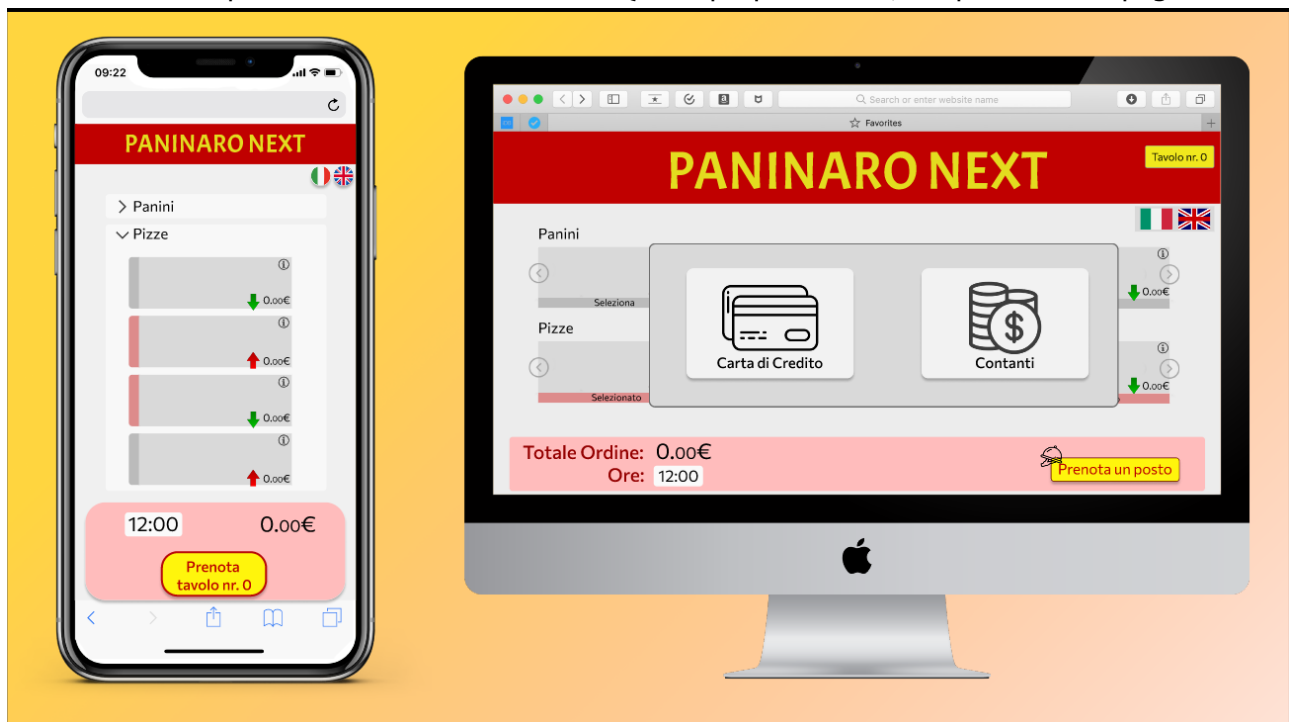 09:22
PANINARO NEXT
Panini
Pizze
0.00€
0.00€
0.00€
0.00€
12:00 0.00€
Prenota
tavolo nr. 0
Search or enter website name
Favorites
PANINARO NEXT
Tavolo nr. 0
Panini
Seleziona
0.00€
Pizze
Selezionato
0.00€
Carta di Credito
Contanti
Totale Ordine: 0.00€
Ore: 12:00
Prenota un posto